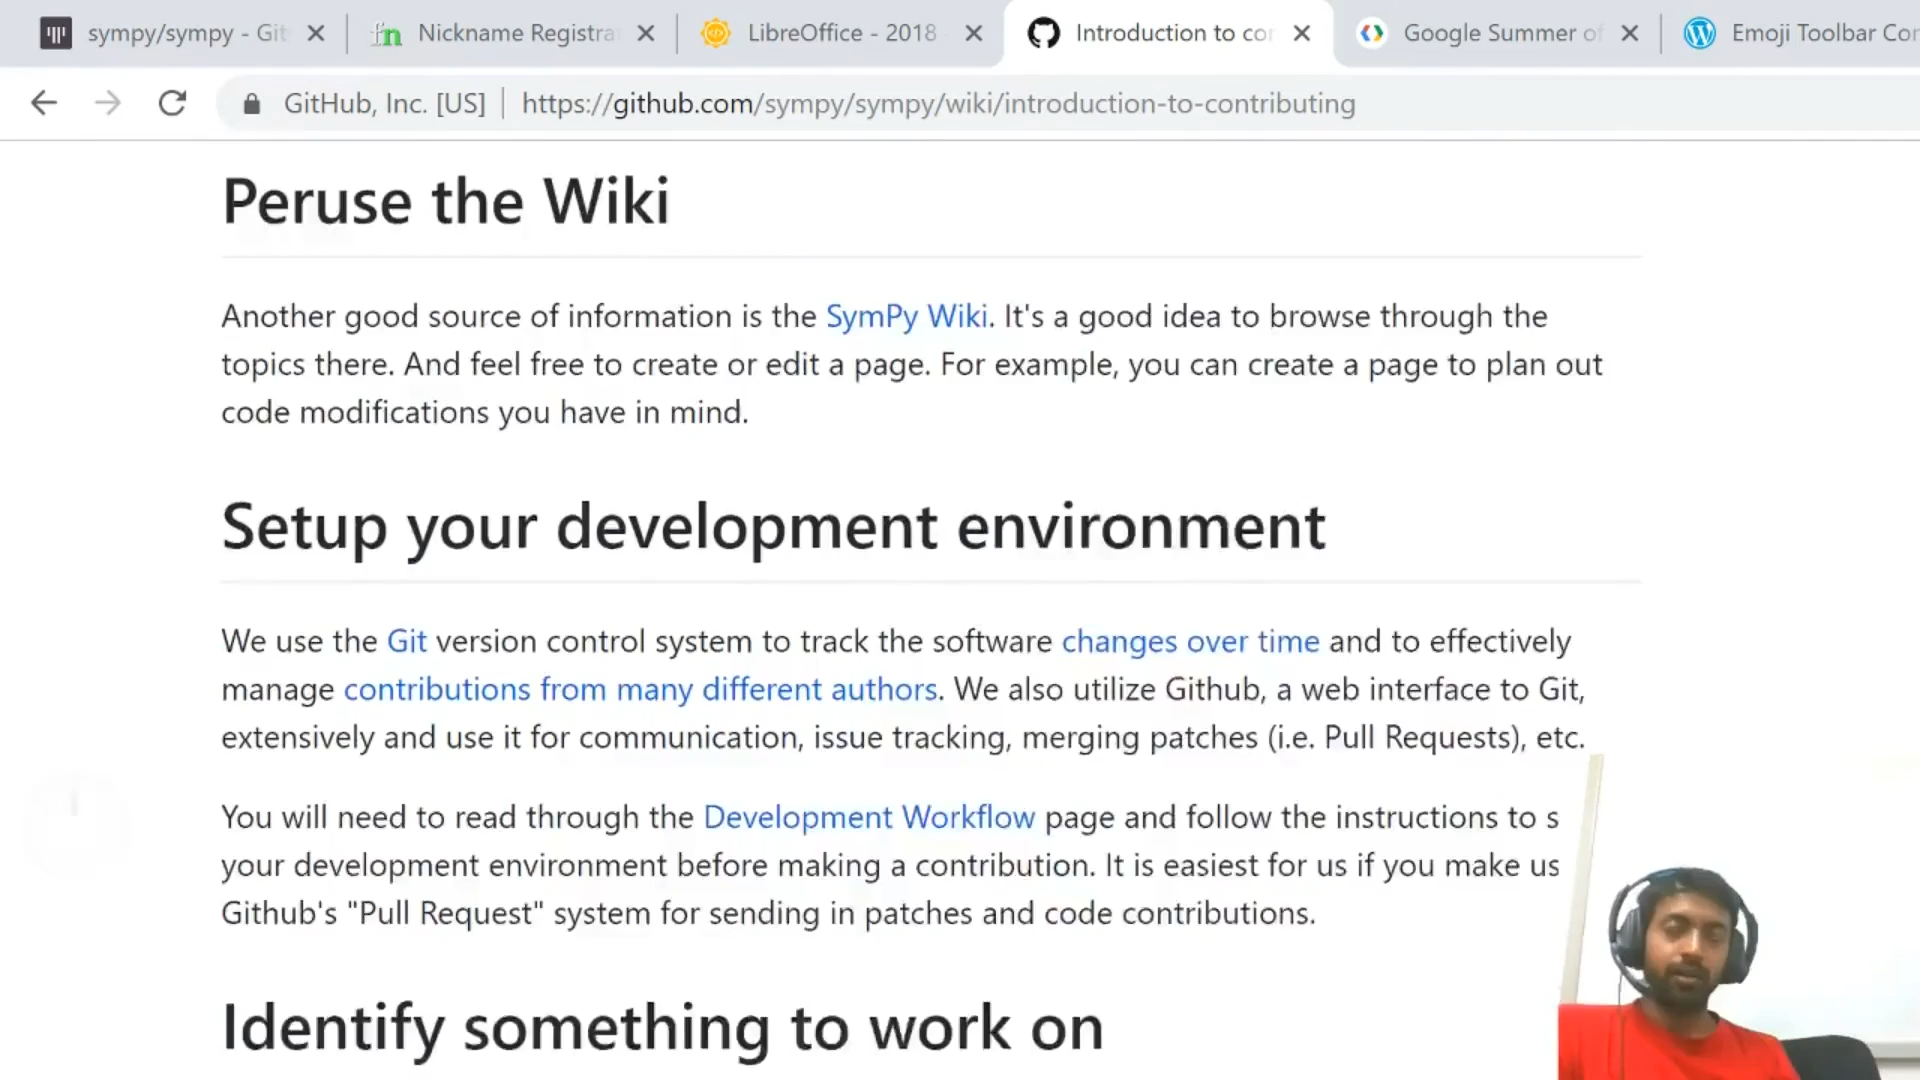 sympy/sympy - Git
Nickname Registra
LibreOffice - 2018
Introduction to cor
Google Summer of
Emoji Toolbar Con
GitHub, Inc. [US] | https://github.com/sympy/sympy/wiki/introduction-to-contributing
Peruse the Wiki
Another good source of information is the SymPy Wiki. It's a good idea to browse through the
topics there. And feel free to create or edit a page. For example, you can create a page to plan out
code modifications you have in mind.
Setup your development environment
We use the Git version control system to track the software changes over time and to effectively
manage contributions from many different authors. We also utilize Github, a web interface to Git,
extensively and use it for communication, issue tracking, merging patches (i.e. Pull Requests), etc.
You will need to read through the Development Workflow page and follow the instructions to s
your development environment before making a contribution. It is easiest for us if you make us
Github's "Pull Request" system for sending in patches and code contributions.
Identify something to work on